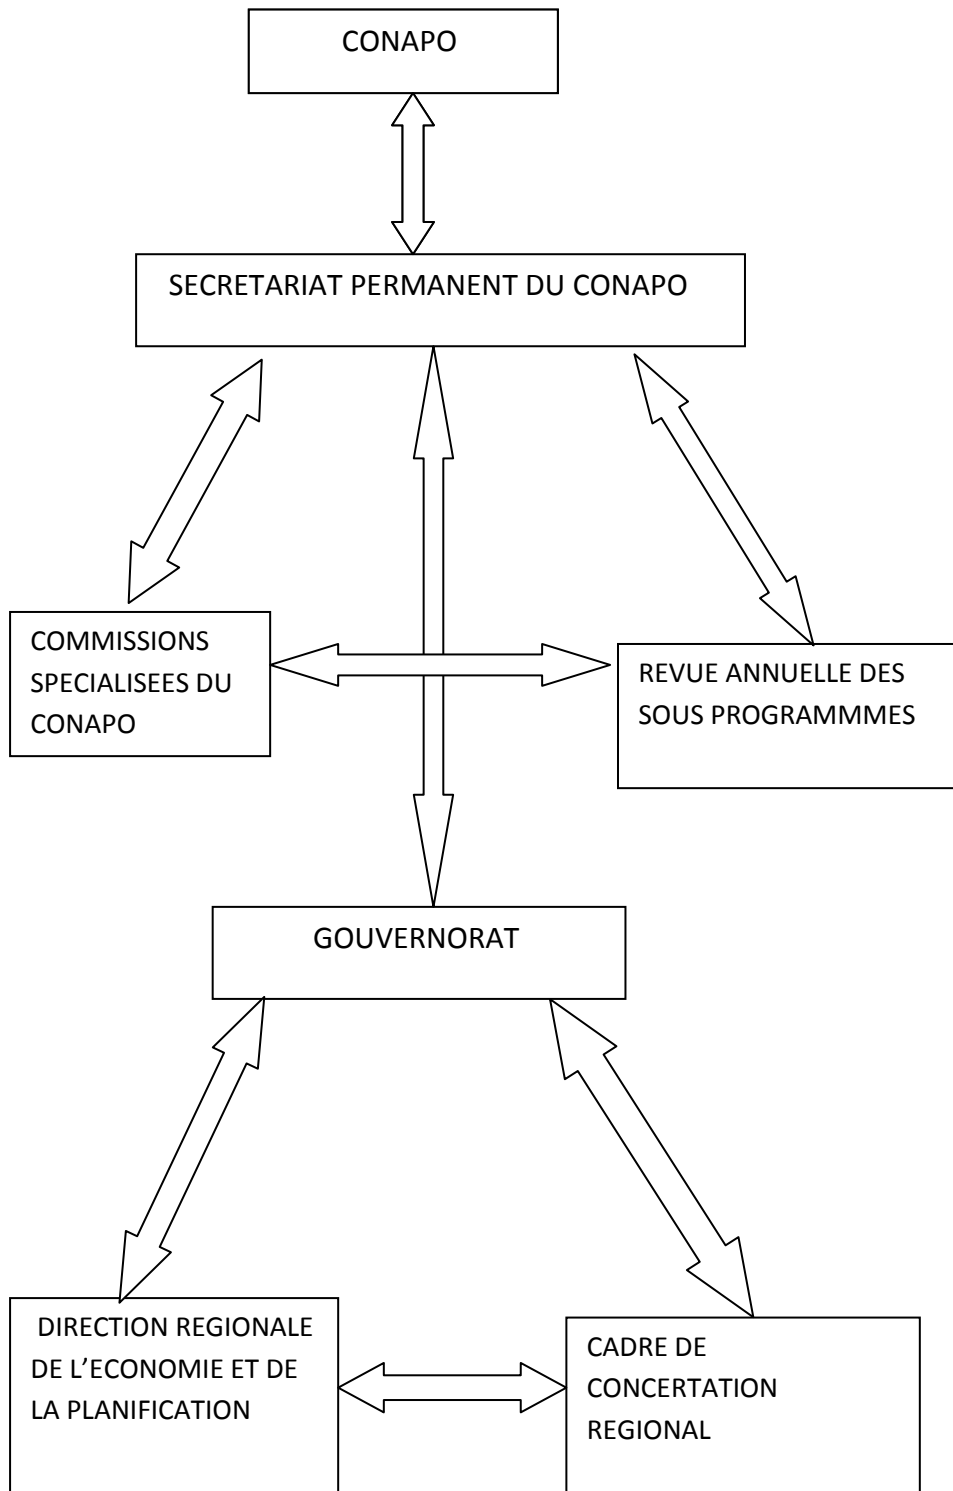 CONAPO
SECRETARIAT PERMANENT DU CONAPO
COMMISSIONS
SPECIALISEES DU
CONAPO
REVUE ANNUELLE DES
SOUS PROGRAMMMES
GOUVERNORAT
DIRECTION REGIONALE
DE L’ECONOMIE ET DE
LA PLANIFICATION
CADRE DE
CONCERTATION
REGIONAL